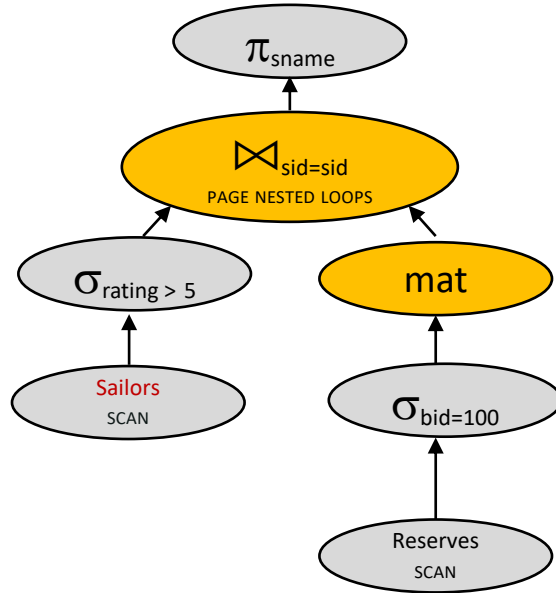 πsname
⋈sid=sid
PAGE NESTED LOOPS
σrating > 5
mat
Sailors
SCAN
σbid=100
Reserves
SCAN